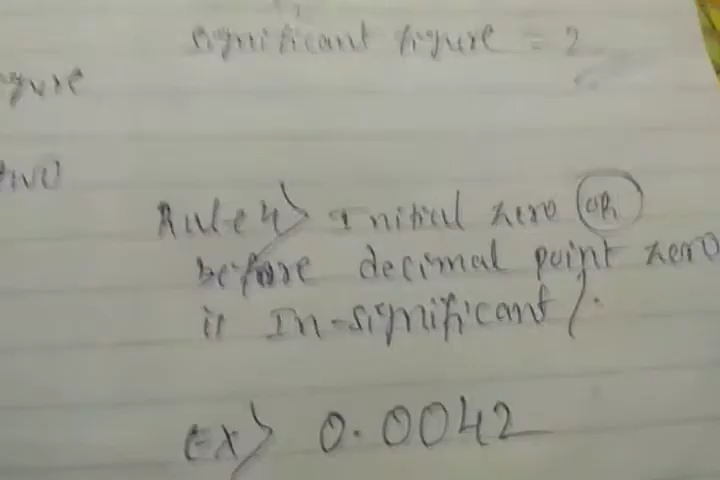 significant figure = 2
gure
Rule 4> Initial zero (OR)
before decimal point zero
is In-significant /.
Ex> 0.0042